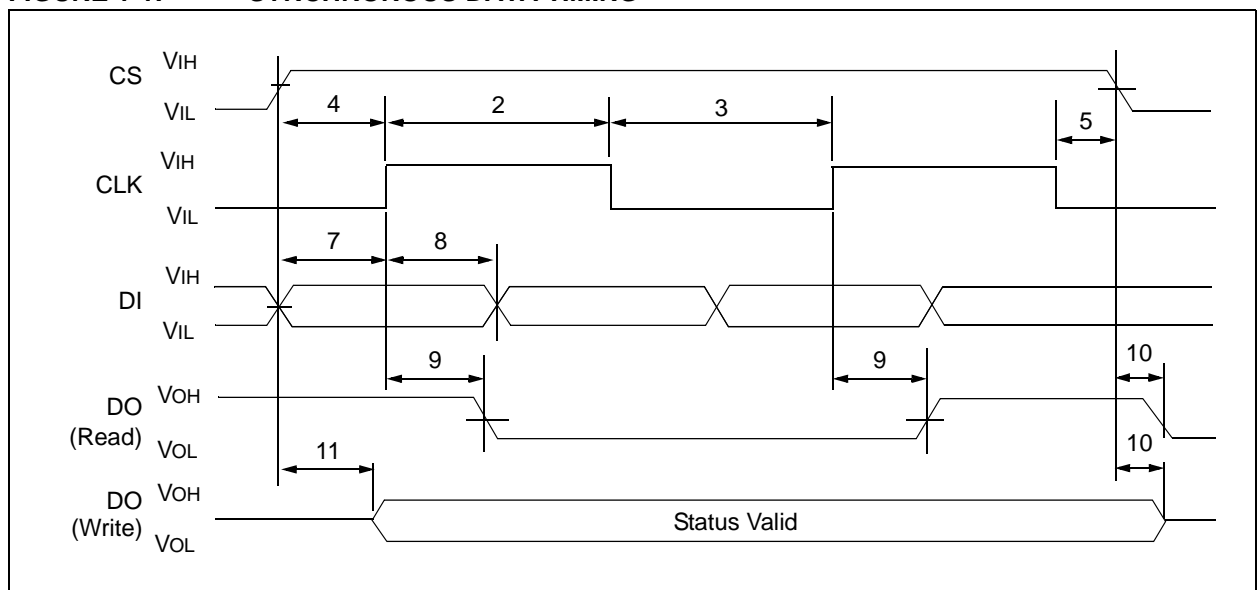 CS VIH
VIL
4 2 3 5
CLK VIH
VIL
7 8
DI VIH
VIL
9 9 10
DO (Read) VOH
VOL
11 10
DO (Write) VOH
Status Valid
VOL